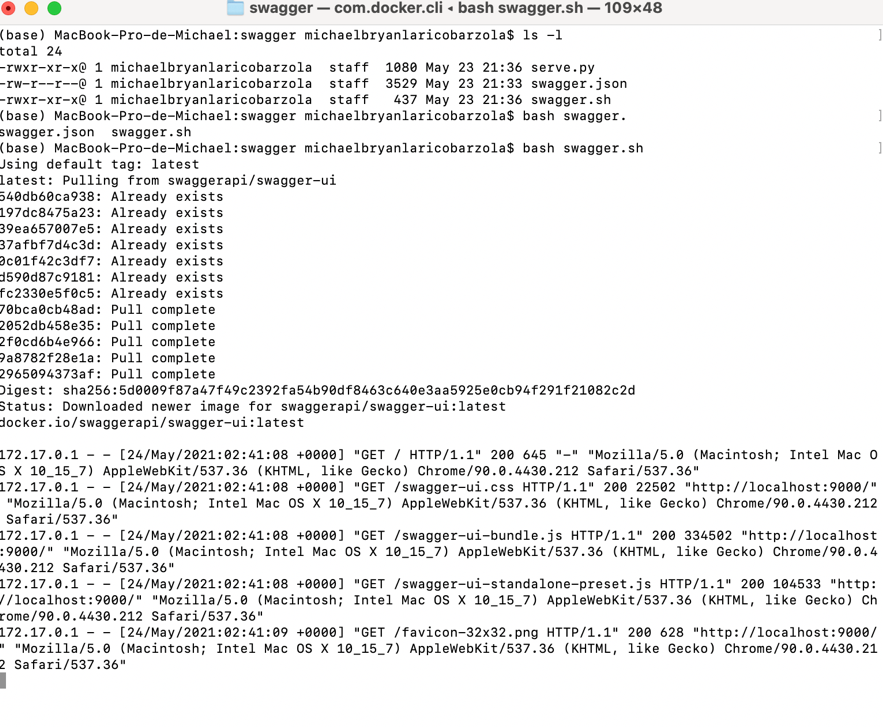 swagger — com.docker.cli ◂ bash swagger.sh — 109×48
(base) MacBook-Pro-de-Michael:swagger michaelbryanlaricobarzola$ ls -l ]
total 24
-rwxr-xr-x@ 1 michaelbryanlaricobarzola  staff  1080 May 23 21:36 serve.py
-rw-r--r--@ 1 michaelbryanlaricobarzola  staff  3529 May 23 21:33 swagger.json
-rwxr-xr-x@ 1 michaelbryanlaricobarzola  staff   437 May 23 21:36 swagger.sh
(base) MacBook-Pro-de-Michael:swagger michaelbryanlaricobarzola$ bash swagger. ]
swagger.json  swagger.sh
(base) MacBook-Pro-de-Michael:swagger michaelbryanlaricobarzola$ bash swagger.sh ]
Using default tag: latest
latest: Pulling from swaggerapi/swagger-ui
540db60ca938: Already exists
197dc8475a23: Already exists
39ea657007e5: Already exists
37afbf7d4c3d: Already exists
0c01f42c3df7: Already exists
d590d87c9181: Already exists
fc2330e5f0c5: Already exists
70bca0cb48ad: Pull complete
2052db458e35: Pull complete
2f0cd6b4e966: Pull complete
9a8782f28e1a: Pull complete
2965094373af: Pull complete
Digest: sha256:5d0009f87a47f49c2392fa54b90df8463c640e3aa5925e0cb94f291f21082c2d
Status: Downloaded newer image for swaggerapi/swagger-ui:latest
docker.io/swaggerapi/swagger-ui:latest
172.17.0.1 - - [24/May/2021:02:41:08 +0000] "GET / HTTP/1.1" 200 645 "-" "Mozilla/5.0 (Macintosh; Intel Mac O
S X 10_15_7) AppleWebKit/537.36 (KHTML, like Gecko) Chrome/90.0.4430.212 Safari/537.36"
172.17.0.1 - - [24/May/2021:02:41:08 +0000] "GET /swagger-ui.css HTTP/1.1" 200 22502 "http://localhost:9000/"
 "Mozilla/5.0 (Macintosh; Intel Mac OS X 10_15_7) AppleWebKit/537.36 (KHTML, like Gecko) Chrome/90.0.4430.212
 Safari/537.36"
172.17.0.1 - - [24/May/2021:02:41:08 +0000] "GET /swagger-ui-bundle.js HTTP/1.1" 200 334502 "http://localhost
:9000/" "Mozilla/5.0 (Macintosh; Intel Mac OS X 10_15_7) AppleWebKit/537.36 (KHTML, like Gecko) Chrome/90.0.4
430.212 Safari/537.36"
172.17.0.1 - - [24/May/2021:02:41:08 +0000] "GET /swagger-ui-standalone-preset.js HTTP/1.1" 200 104533 "http:
//localhost:9000/" "Mozilla/5.0 (Macintosh; Intel Mac OS X 10_15_7) AppleWebKit/537.36 (KHTML, like Gecko) Ch
rome/90.0.4430.212 Safari/537.36"
172.17.0.1 - - [24/May/2021:02:41:09 +0000] "GET /favicon-32x32.png HTTP/1.1" 200 628 "http://localhost:9000/
" "Mozilla/5.0 (Macintosh; Intel Mac OS X 10_15_7) AppleWebKit/537.36 (KHTML, like Gecko) Chrome/90.0.4430.21
2 Safari/537.36"